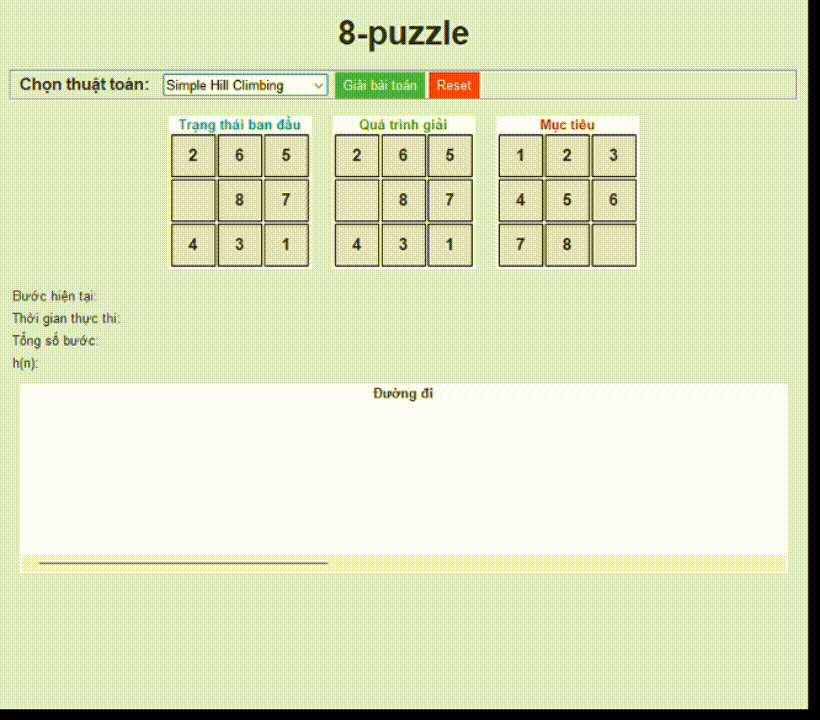 8-puzzle
Chọn thuật toán: Simple Hill Climbing Giải bài toán Reset
Trạng thái ban đầu Quá trình giải Mục tiêu
2 6 5 2 6 5 1 2 3
8 7 8 7 4 5 6
4 3 1 4 3 1 7 8
Bước hiện tại:
Thời gian thực thi:
Tổng số bước:
h(n):
Đường đi